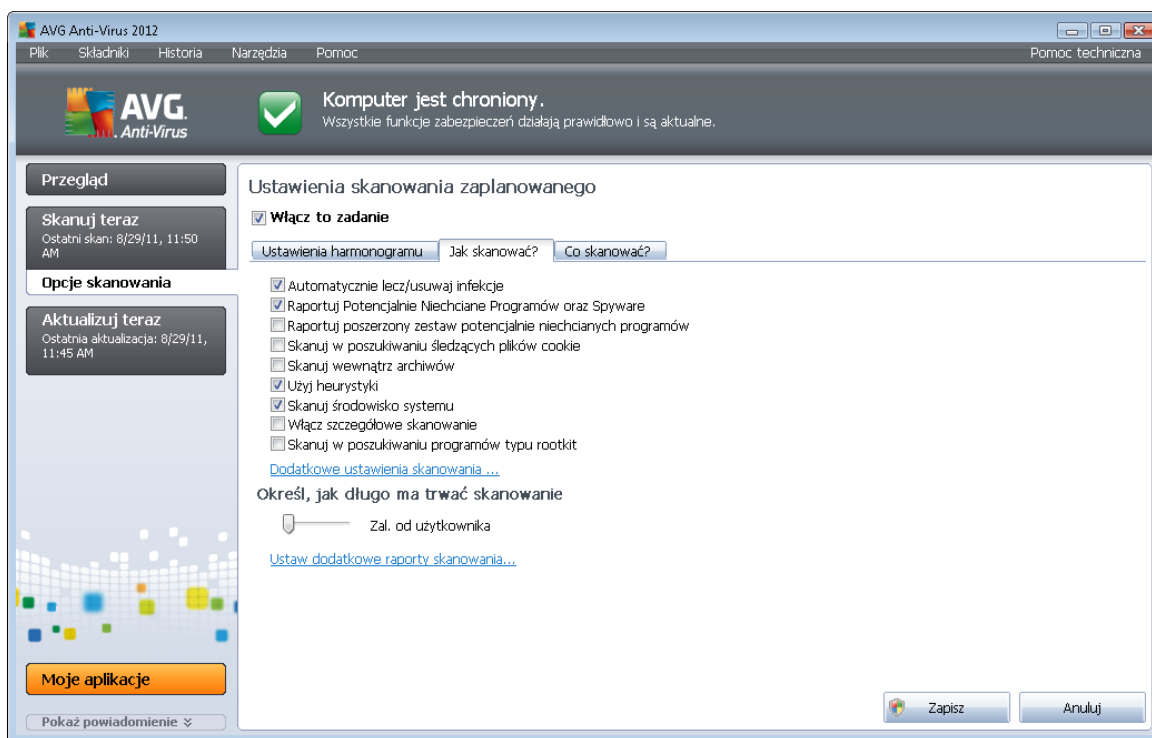 AVG Anti-Virus 2012
Plik Składniki Historia Narzędzia Pomoc Pomoc techniczna
AVG.
Anti-Virus
Komputer jest chroniony.
Wszystkie funkcje zabezpieczeń działają prawidłowo i są aktualne.
Przegląd
Skanuj teraz
Ostatni skan: 8/29/11, 11:50
AM
Opcje skanowania
Aktualizuj teraz
Ostatnia aktualizacja: 8/29/11,
11:45 AM
Moje aplikacje
Pokaż powiadomienie
Ustawienia skanowania zaplanowanego
Włącz to zadanie
Ustawienia harmonogramu Jak skanować? Co skanować?
Automatycznie lecz/usuwaj infekcje
Raportuj Potencjalnie Niechciane Programów oraz Spyware
Raportuj poszerzony zestaw potencjalnie niechcianych programów
Skanuj w poszukiwaniu śledzących plików cookie
Skanuj wewnątrz archiwów
Użyj heurystyki
Skanuj środowisko systemu
Włącz szczegółowe skanowanie
Skanuj w poszukiwaniu programów typu rootkit
Dodatkowe ustawienia skanowania ...
Określ, jak długo ma trwać skanowanie
Zal. od użytkownika
Ustaw dodatkowe raporty skanowania...
Zapisz Anuluj